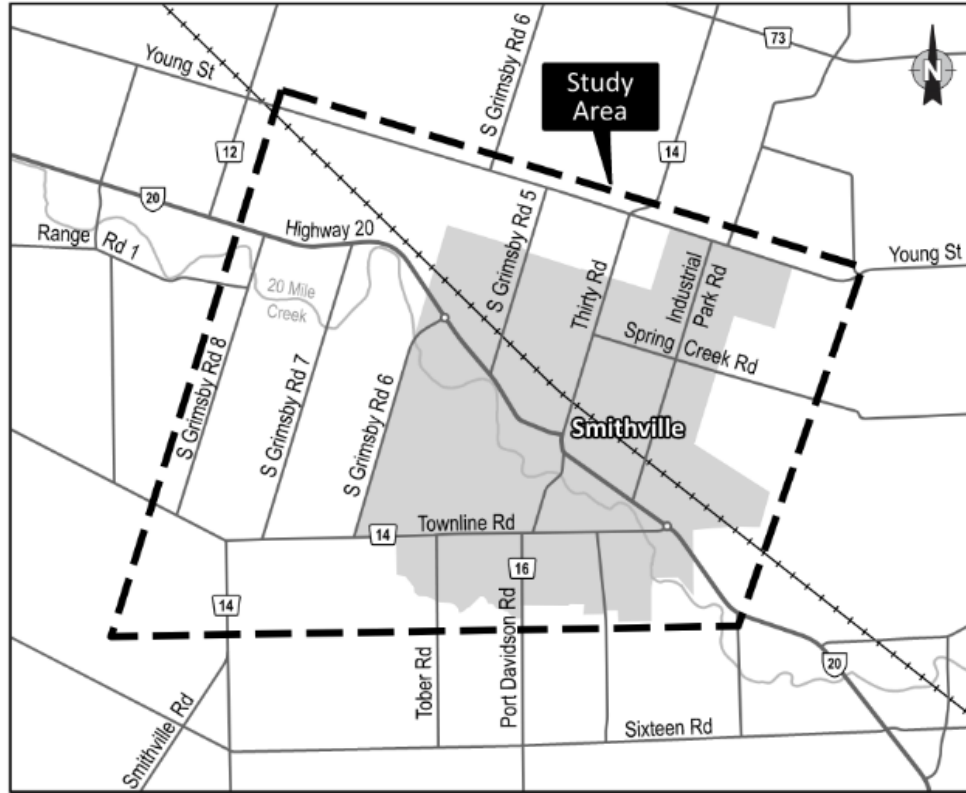 S Grimsby Rd 6
73
Young St
Study
Area
N
12
14
20
Highway 20
S Grimsby Rd 5
Range Rd 1
Young St
Industrial
Park Rd
Thirty Rd
20 Mile
Creek
Spring Creek Rd
S Grimsby Rd 8
S Grimsby Rd 7
S Grimsby Rd 6
Smithville
Townline Rd
14
16
14
Port Davidson Rd
Tober Rd
20
Smithville Rd
Sixteen Rd